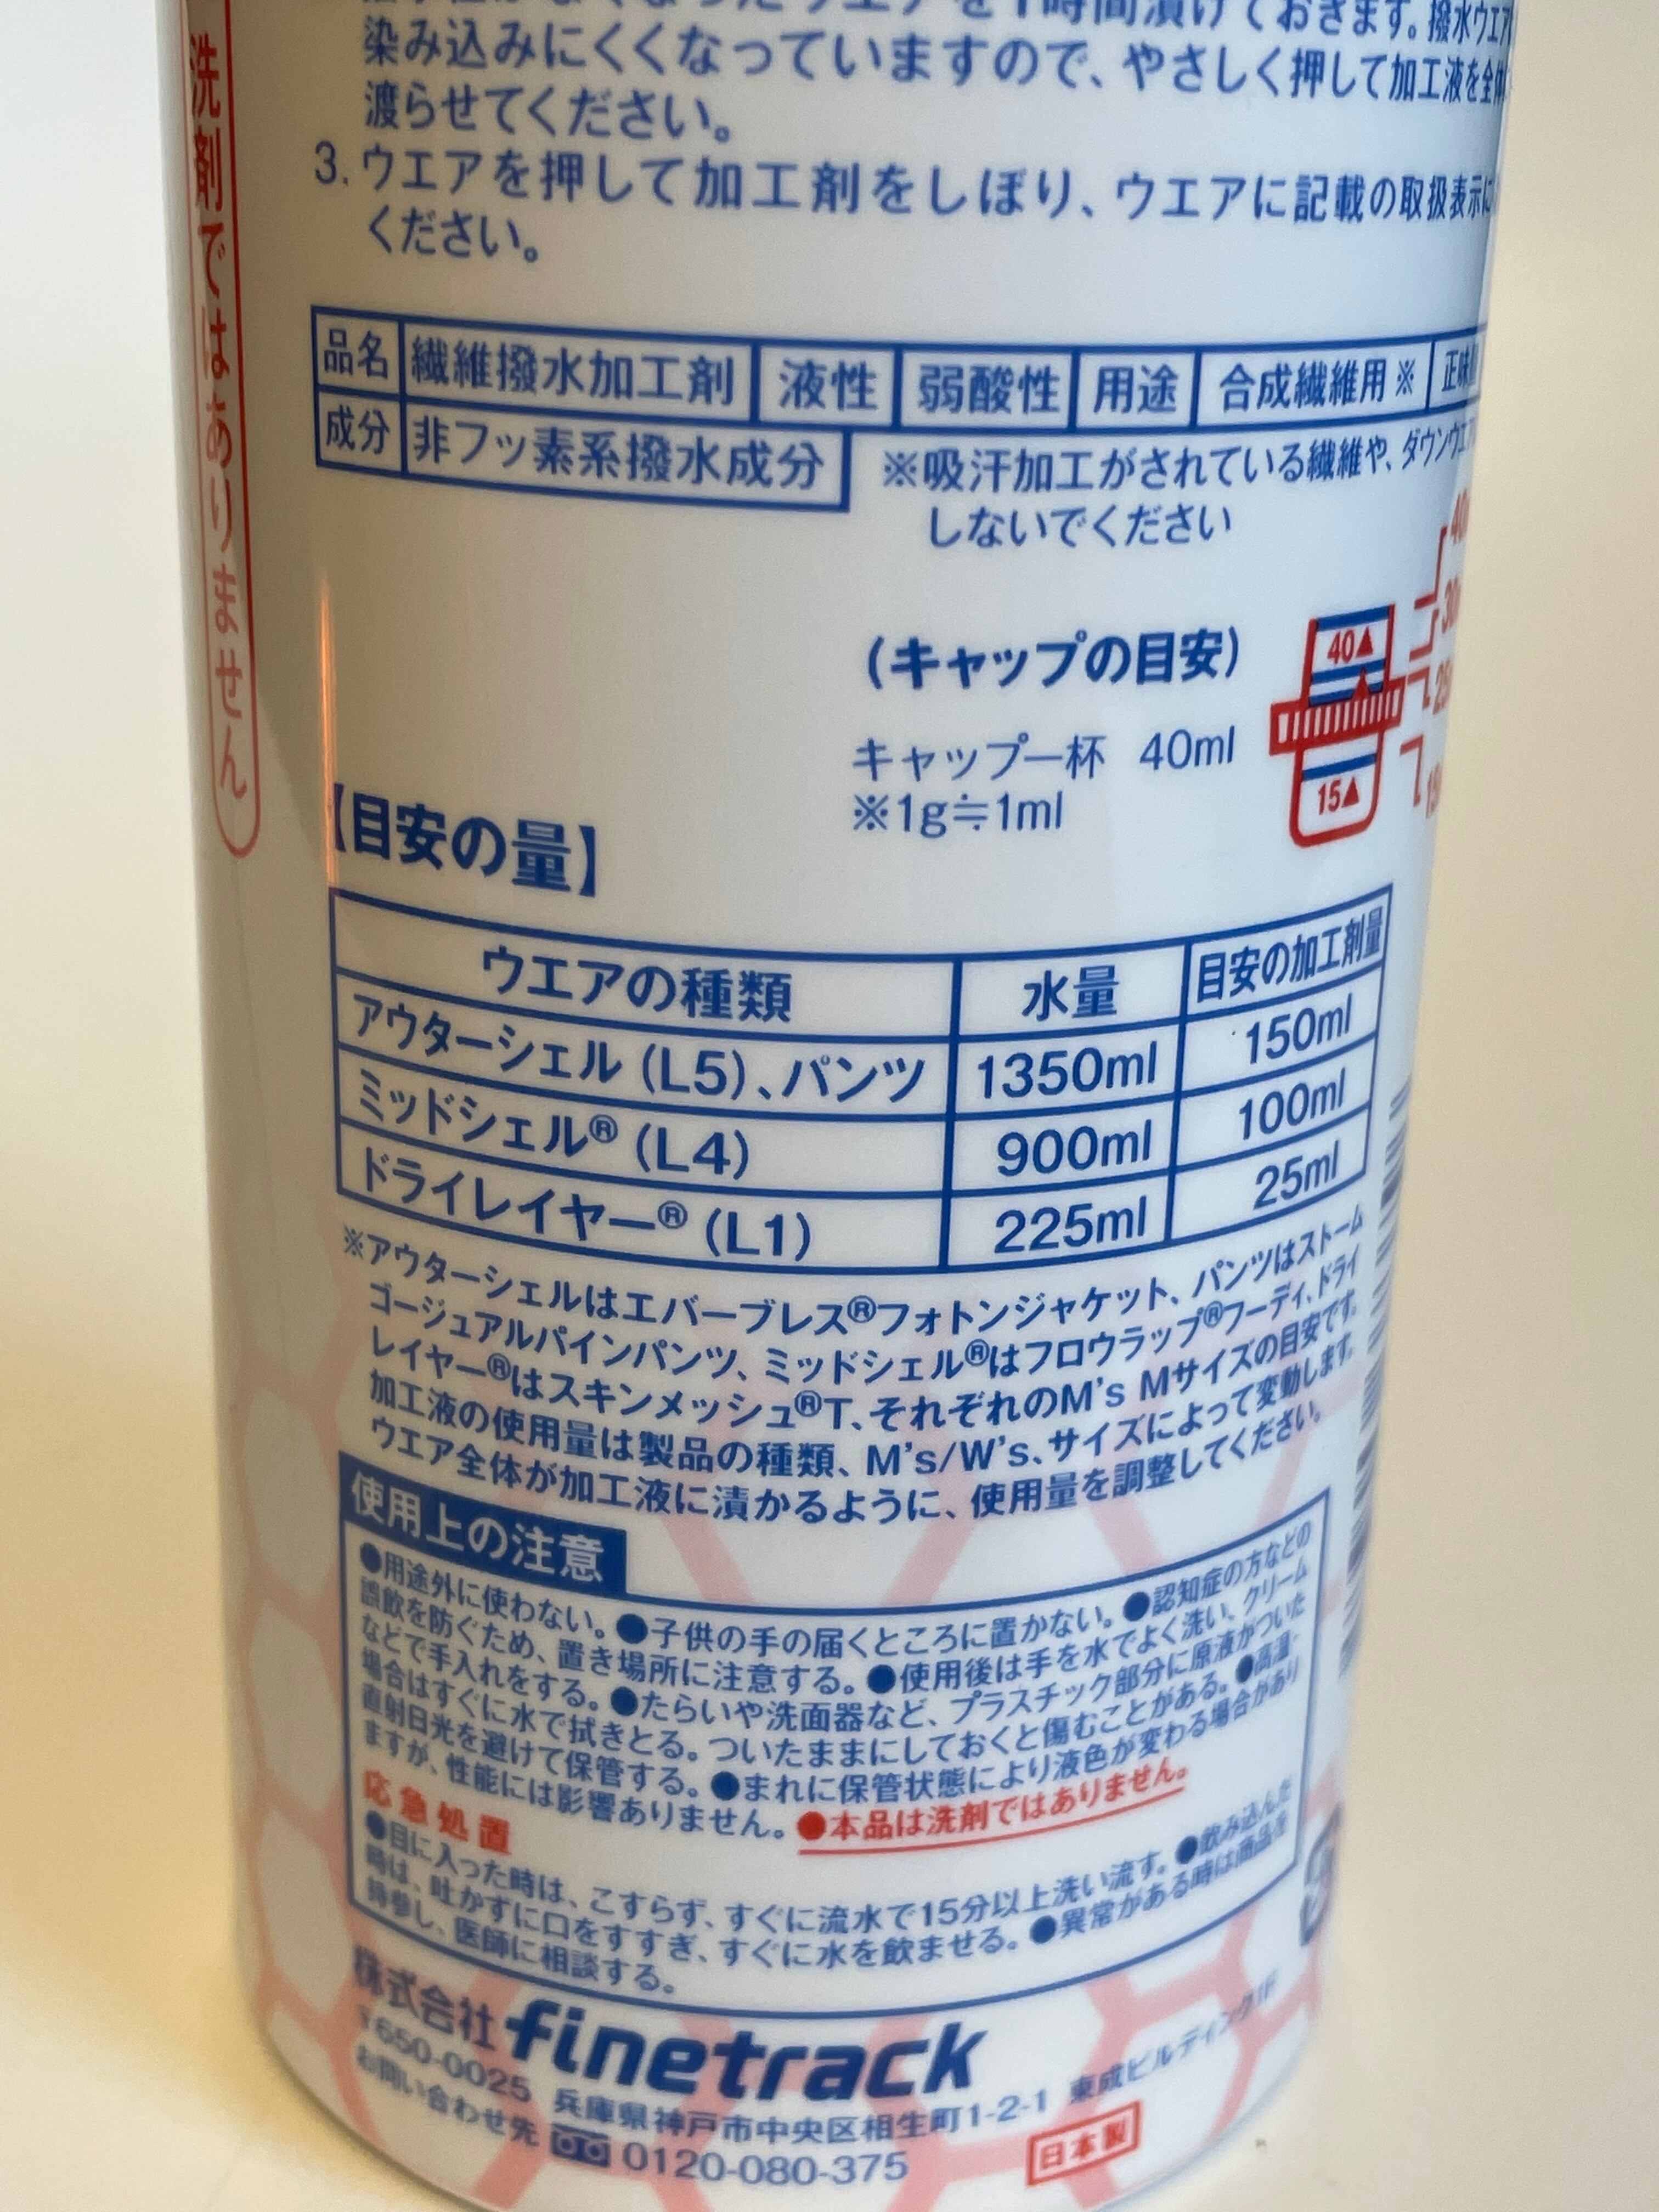 洗剤ではありません
時間漬けておきます。撥水ウエア
染み込みにくくなっていますので、やさしく押して加工液を全体
渡らせてください。
3. ウエアを押して加工剤をしぼり、ウエアに記載の取扱表示に
ください。
品名 繊維撥水加工剤 液性 弱酸性 用途 合成繊維用※ 正味
成分 非フッ素系撥水成分
※吸汗加工がされている繊維や、ダウンウエア
しないでください
(キャップの目安)
キャップ一杯 40ml
※1g≒1ml
40▲
15▲
【目安の量】
ウエアの種類 水量 目安の加工剤量
アウターシェル(L5)、パンツ 1350ml 150ml
ミッドシェル®(L4) 900ml 100ml
ドライレイヤー®(L1) 225ml 25ml
※アウターシェルはエバーブレス®フォトンジャケット、パンツはストーム
ゴージュアルパインパンツ、ミッドシェル®はフロウラップ®フーディ、ドライ
レイヤー®はスキンメッシュ®T、それぞれのM's Mサイズの目安です。
加工液の使用量は製品の種類、M's/W's、サイズによって変動します。
ウエア全体が加工液に漬かるように、使用量を調整してください。
使用上の注意
●用途外に使わない。●子供の手の届くところに置かない。●認知症の方などの
誤飲を防ぐため、置き場所に注意する。●使用後は手を水でよく洗い、クリーム
などで手入れをする。●たらいや洗面器など、プラスチック部分に原液がついた
場合はすぐに水で拭きとる。ついたままにしておくと傷むことがある。●高温・
直射日光を避けて保管する。●まれに保管状態により液色が変わる場合があり
ますが、性能には影響ありません。●本品は洗剤ではありません。
応急処置
●目に入った時は、こすらず、すぐに流水で15分以上洗い流す。●飲み込んだ
時は、吐かずに口をすすぎ、すぐに水を飲ませる。●異常がある時は商品を
持参し、医師に相談する。
株式会社 finetrack
〒650-0025 兵庫県神戸市中央区相生町1-2-1 東成ビルディング1F
お問い合わせ先 0120-080-375
日本製